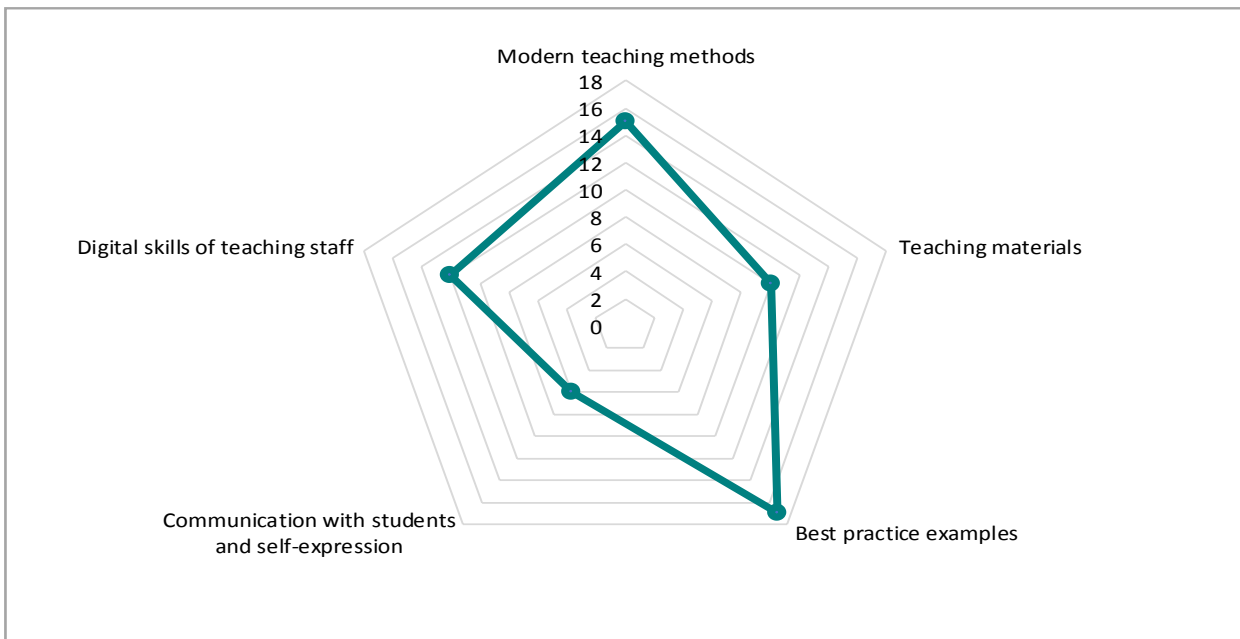 Modern teaching methods
18
16
14
12
10
8
6
4
2
0
Teaching materials
Digital skills of teaching staff
Communication with students
and self-expression
Best practice examples